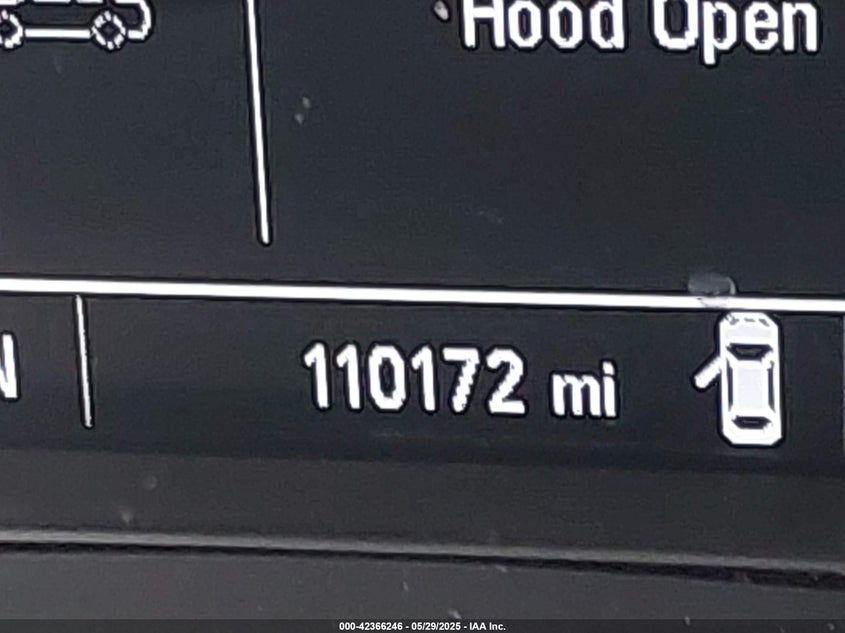 Hood Open
N
110172 mi
000-42366246 - 05/29/2025 - IAA Inc.